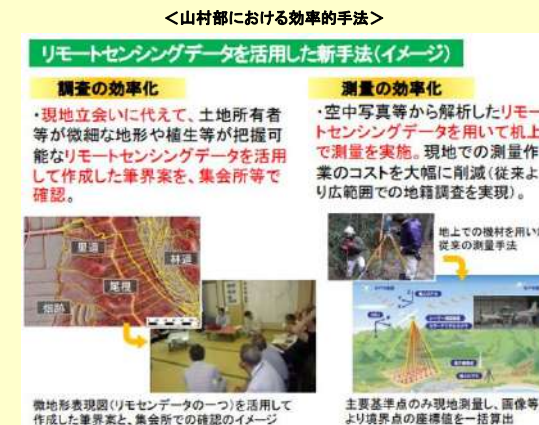 ＜山村部における効率的手法＞
リモートセンシングデータを活用した新手法(イメージ)
調査の効率化
・現地立会いに代えて、土地所有者
等が微細な地形や植生等が把握可
能なリモートセンシングデータを活用
して作成した筆界案を、集会所等で
確認。
里道
林道
尾根
畑跡
微地形表現図(リモセンデータの一つ)を活用して
作成した筆界案と、集会所での確認のイメージ
測量の効率化
・空中写真等から解析したリモー
トセンシングデータを用いて机上
で測量を実施。現地での測量作
業のコストを大幅に削減(従来よ
り広範囲での地籍調査を実現)。
地上での機材を用い
従来の測量手法
主要基準点のみ現地測量し、画像等
より境界点の座標値を一括算出